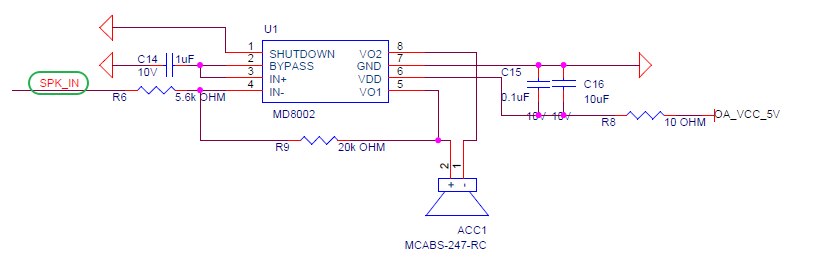 U1
1 SHUTDOWN VO2 8
C14 1uF 2 BYPASS GND 7
10V 3 IN+ VDD 6 C15 C16
SPK_IN 4 IN- VO1 5 0.1uF 10uF
R6 5.6k OHM
MD8002
10V 10V R8 10 OHM OA_VCC_5V
R9 20k OHM
2 1
+ -
ACC1
MCABS-247-RC